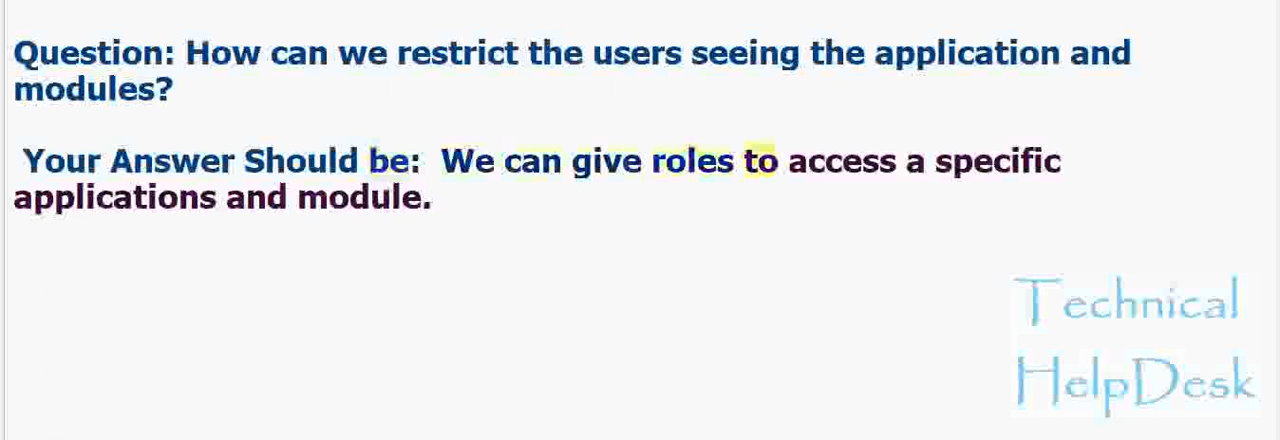 Question: How can we restrict the users seeing the application and
modules?
Your Answer Should be: We can give roles to access a specific
applications and module.
Technical
HelpDesk